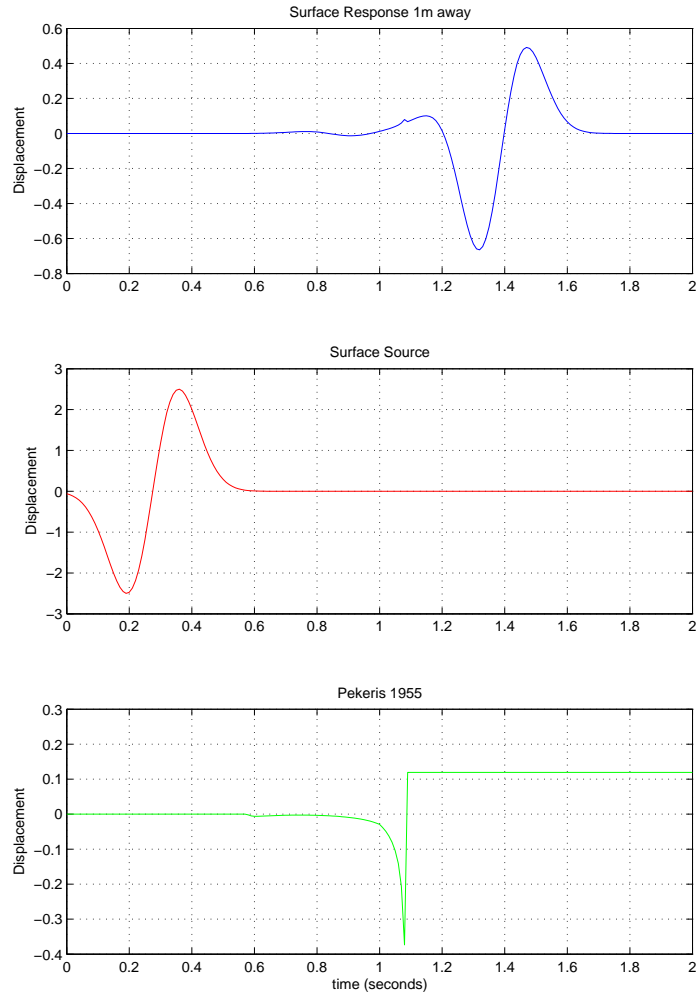 Surface Response 1m away
0.6
0.4
0.2
0
−0.2
−0.4
−0.6
−0.8
Displacement
0 0.2 0.4 0.6 0.8 1 1.2 1.4 1.6 1.8 2
Surface Source
3
2
1
0
−1
−2
−3
Displacement
0 0.2 0.4 0.6 0.8 1 1.2 1.4 1.6 1.8 2
Pekeris 1955
0.3
0.2
0.1
0
−0.1
−0.2
−0.3
−0.4
Displacement
0 0.2 0.4 0.6 0.8 1 1.2 1.4 1.6 1.8 2
time (seconds)